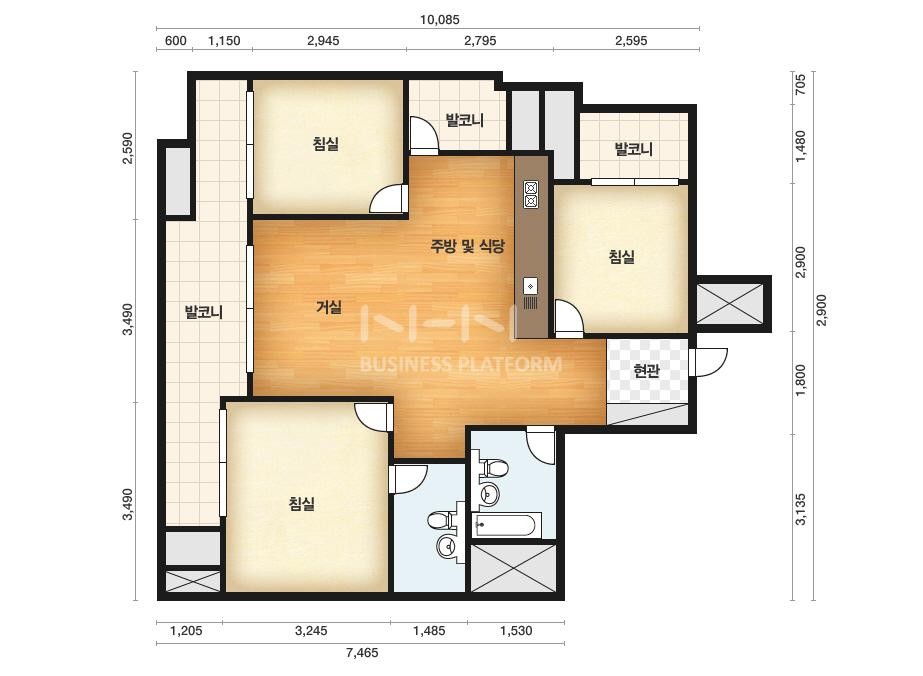 10,085
600 1,150 2,945 2,795 2,595
705
발코니
침실
2,590
1,480
발코니
주방 및 식당
침실
2,900
2,900
거실
발코니
3,490
N-HN
BUSINESS PLATFORM
현관
1,800
침실
3,490
3,135
1,205 3,245 1,485 1,530
7,465